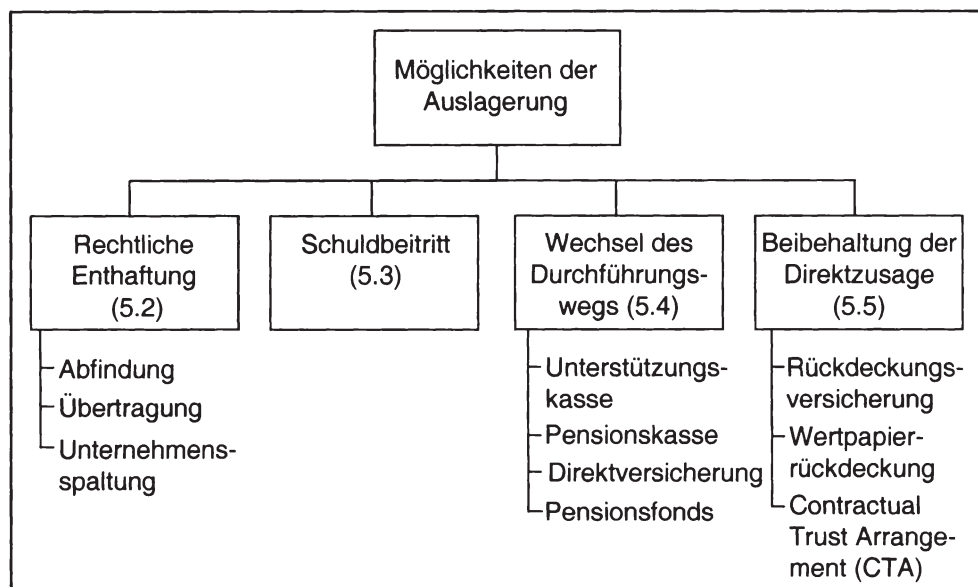 Möglichkeiten der
Auslagerung
Rechtliche
Enthaftung
(5.2)
Abfindung
Übertragung
Unternehmens-
spaltung
Schuldbeitritt
(5.3)
Wechsel des
Durchführungs-
wegs (5.4)
Unterstützungs-
kasse
Pensionskasse
Direktversicherung
Pensionsfonds
Beibehaltung der
Direktzusage
(5.5)
Rückdeckungs-
versicherung
Wertpapier-
rückdeckung
Contractual
Trust Arrange-
ment (CTA)